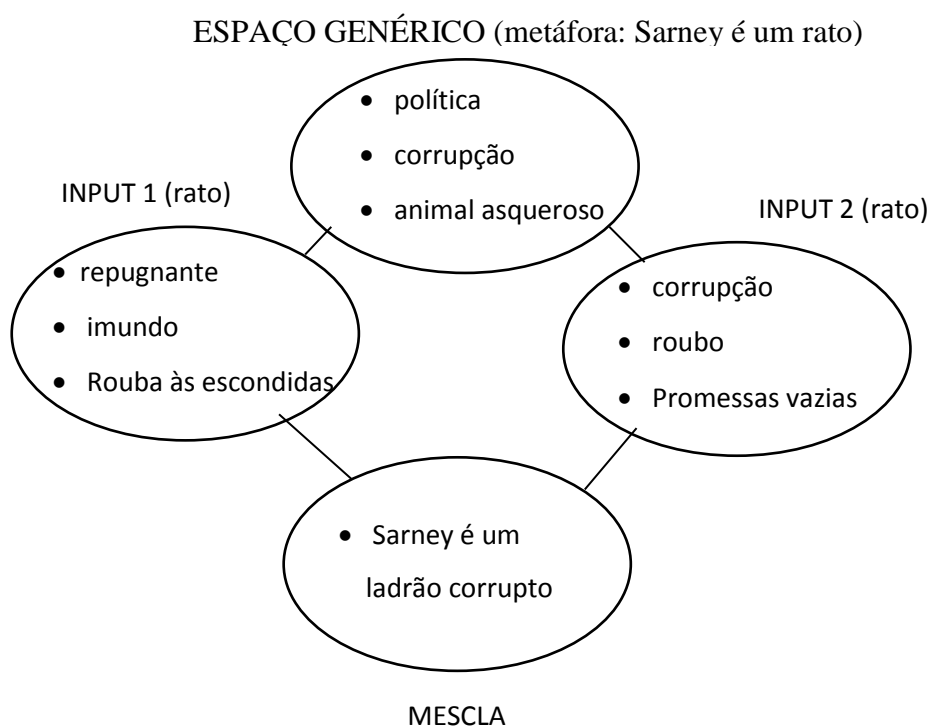 ESPAÇO GENÉRICO (metáfora: Sarney é um rato)
• política
• corrupção
• animal asqueroso
INPUT 1 (rato)
INPUT 2 (rato)
• repugnante
• imundo
• Rouba às escondidas
• corrupção
• roubo
• Promessas vazias
• Sarney é um
ladrão corrupto
MESCLA